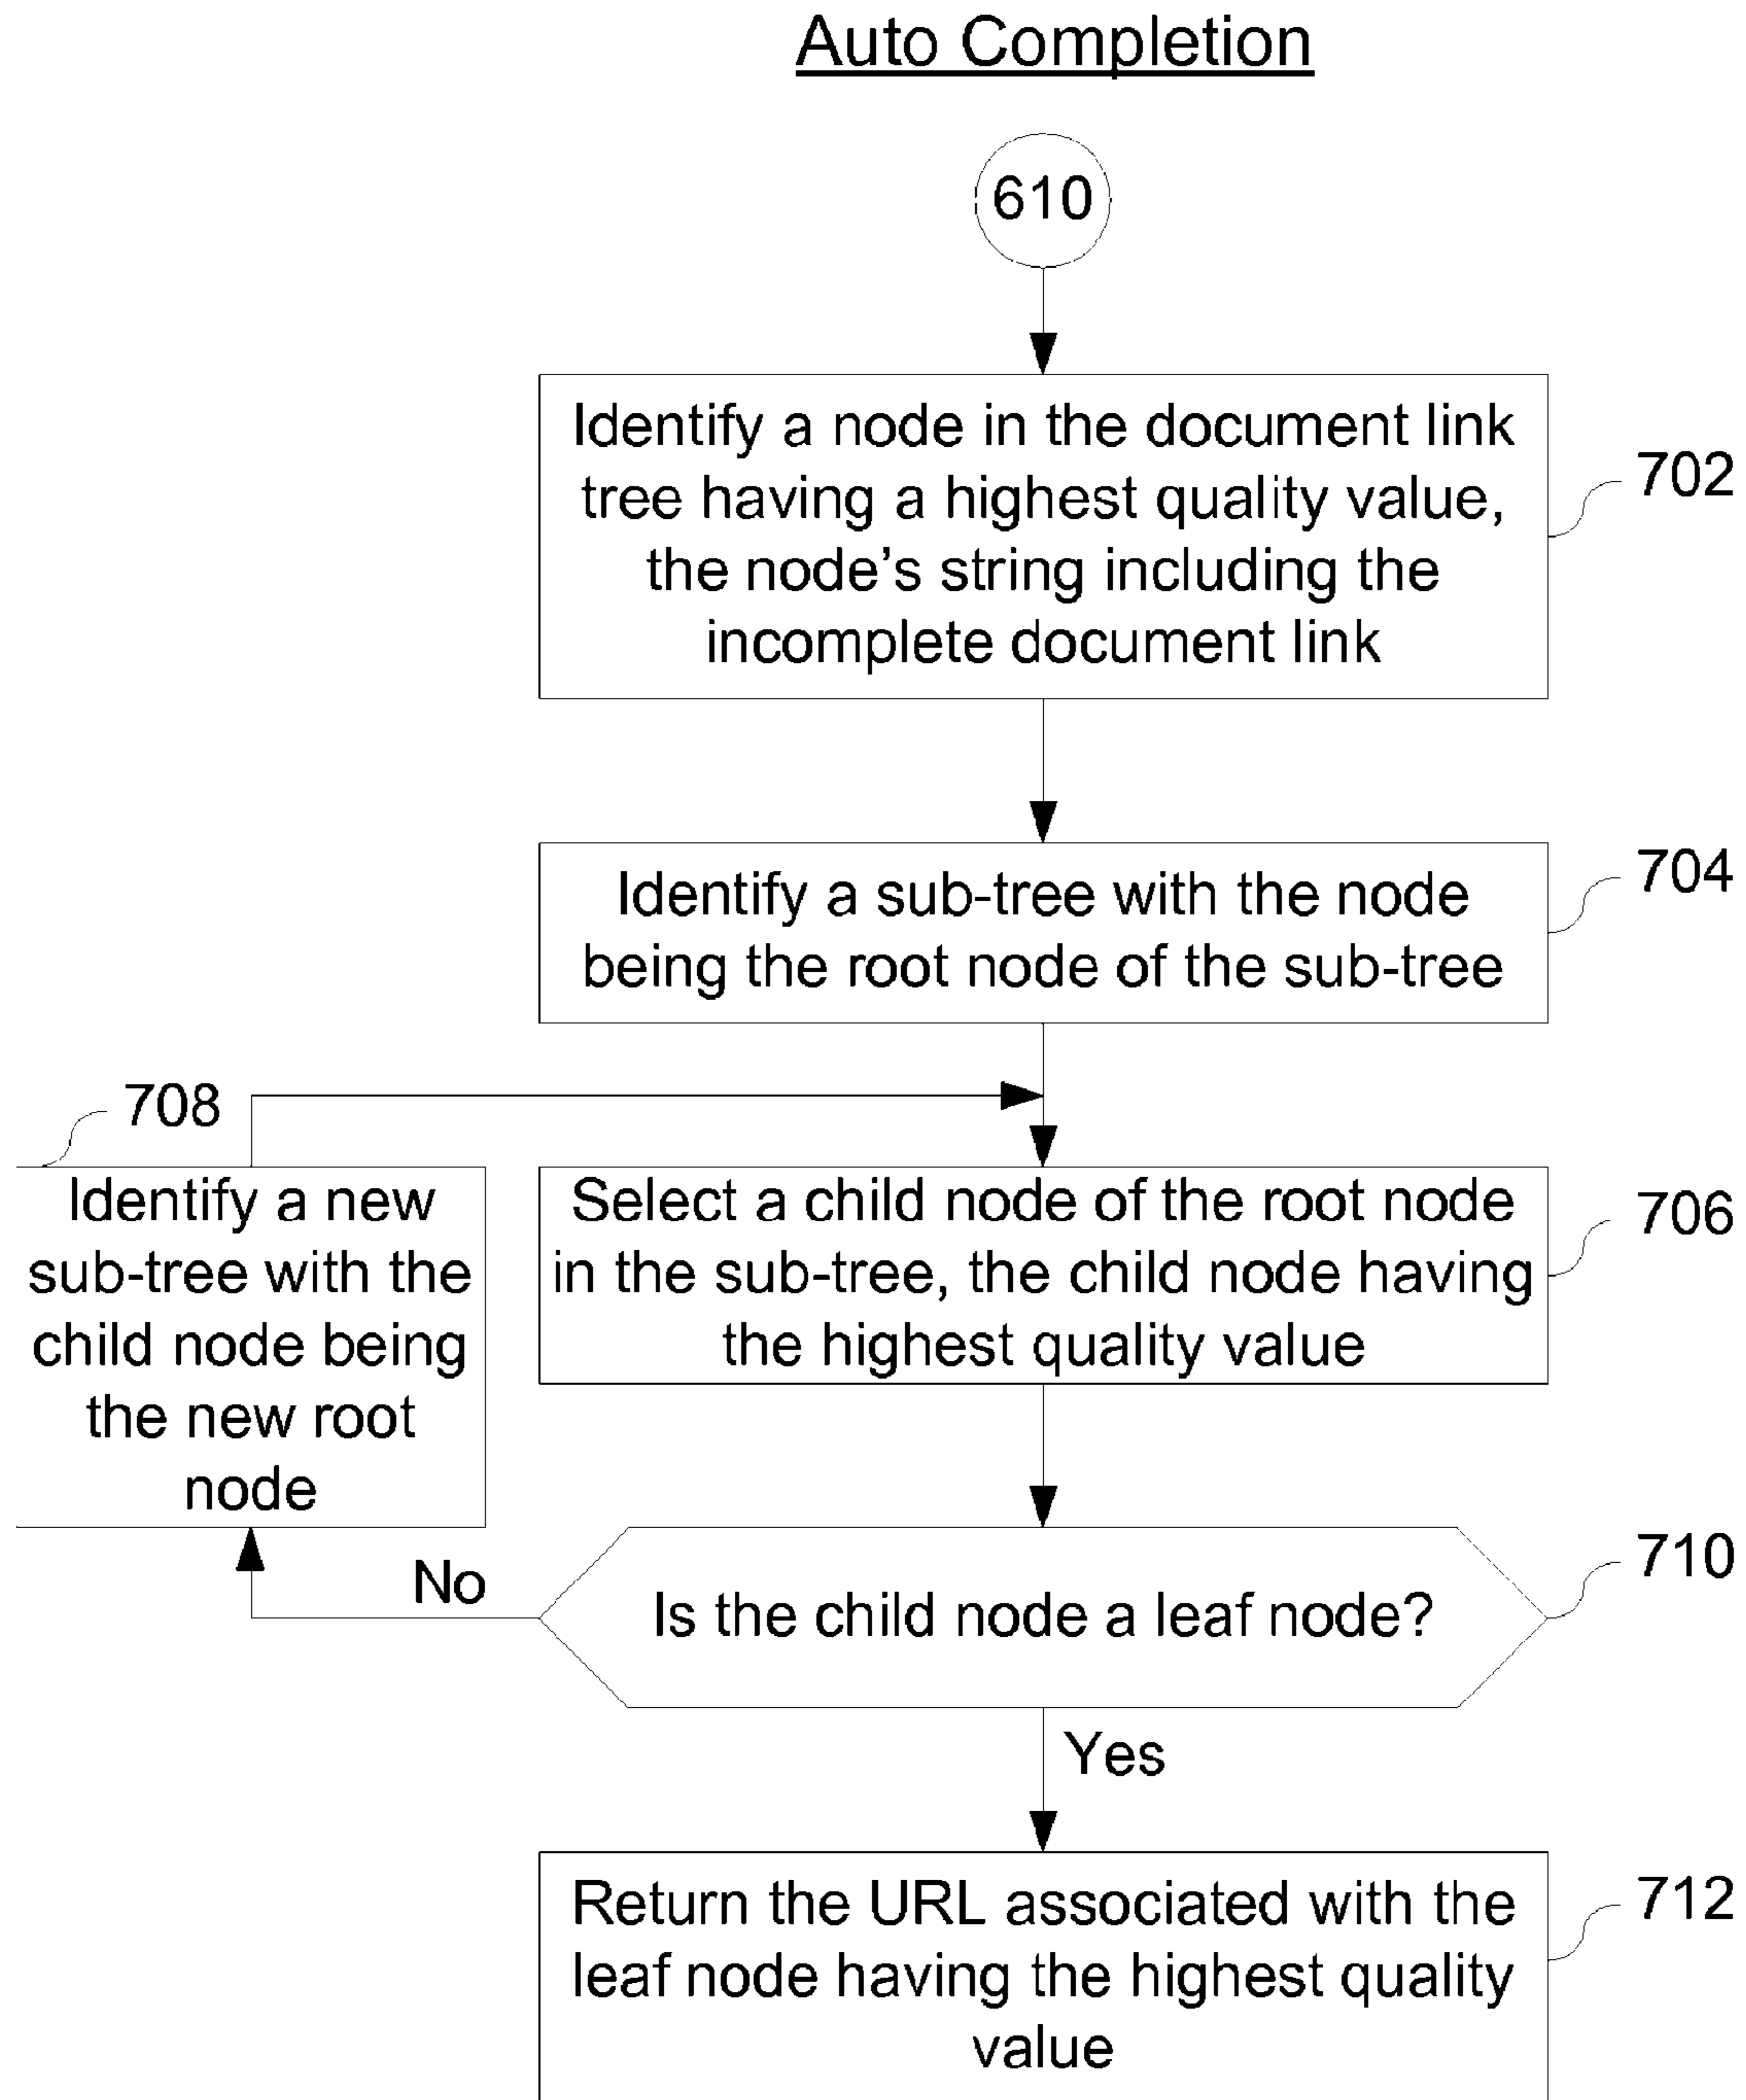 Auto Completion
610
Identify a node in the document link
tree having a highest quality value,
the node's string including the
incomplete document link
702
Identify a sub-tree with the node
being the root node of the sub-tree
704
708
Identify a new
sub-tree with the
child node being
the new root
node
Select a child node of the root node
in the sub-tree, the child node having
the highest quality value
706
No
Is the child node a leaf node?
710
Yes
Return the URL associated with the
leaf node having the highest quality
value
712